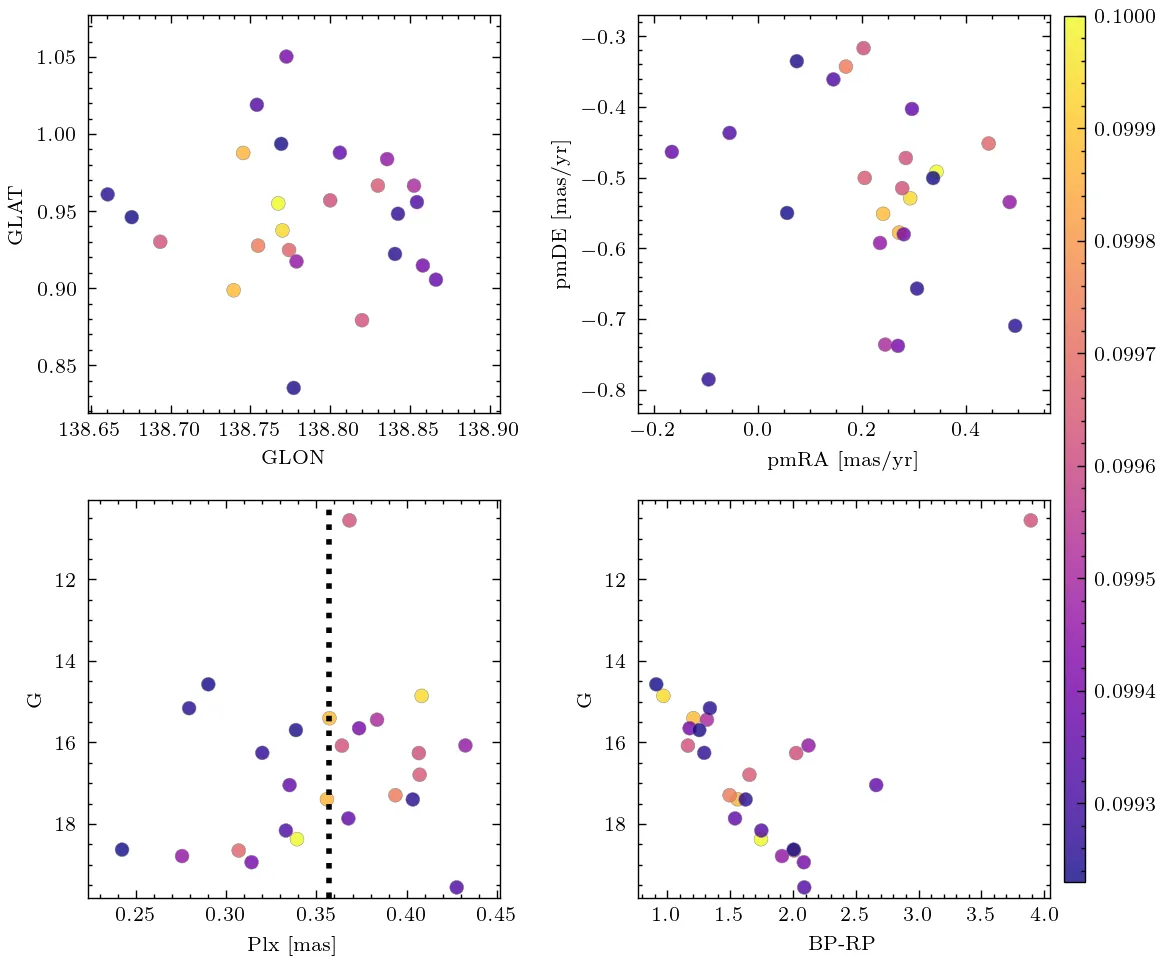 1.05
1.00
0.95
0.90
0.85
GLAT
138.65 138.70 138.75 138.80 138.85 138.90
GLON
−0.3
−0.4
−0.5
−0.6
−0.7
−0.8
pmDE [mas/yr]
−0.2 0.0 0.2 0.4
pmRA [mas/yr]
12
14
16
18
G
0.25 0.30 0.35 0.40 0.45
Plx [mas]
12
14
16
18
G
1.0 1.5 2.0 2.5 3.0 3.5 4.0
BP-RP
0.1000
0.0999
0.0998
0.0997
0.0996
0.0995
0.0994
0.0993